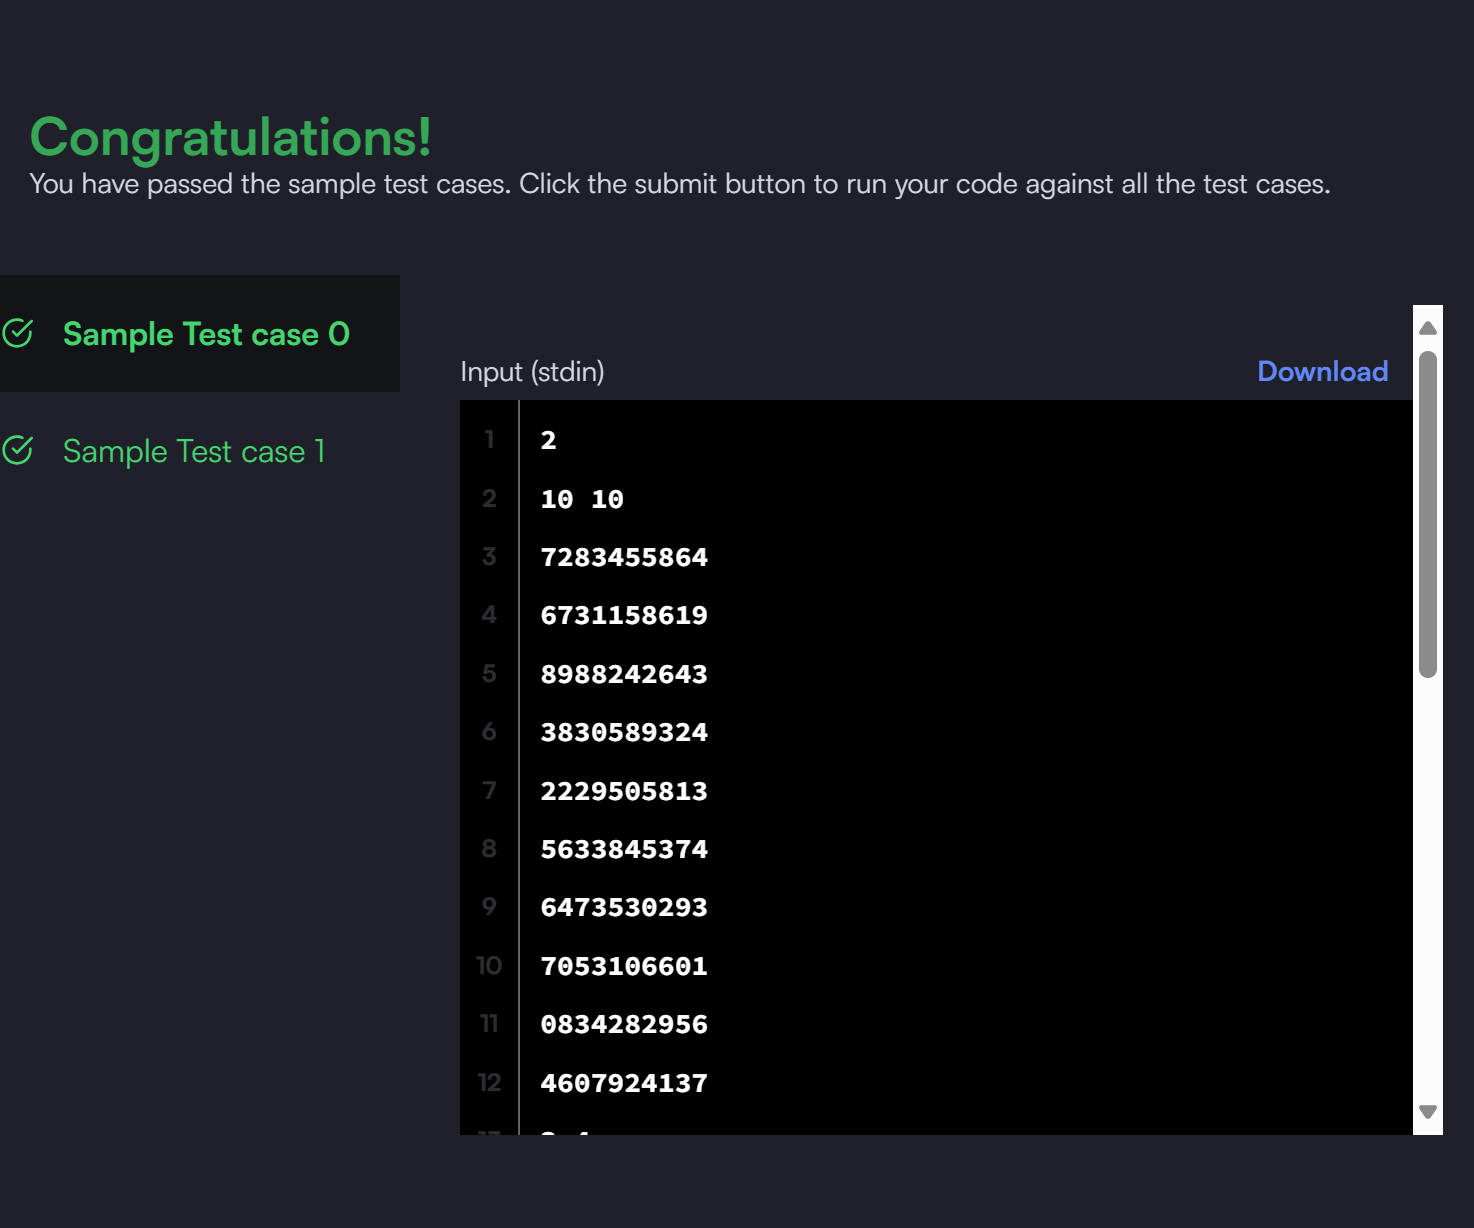 Congratulations!
You have passed the sample test cases. Click the submit button to run your code against all the test cases.
Sample Test case 0
Sample Test case 1
Input (stdin)
Download
1 2
2 10 10
3 7283455864
4 6731158619
5 8988242643
6 3830589324
7 2229505813
8 5633845374
9 6473530293
10 7053106601
11 0834282956
12 4607924137